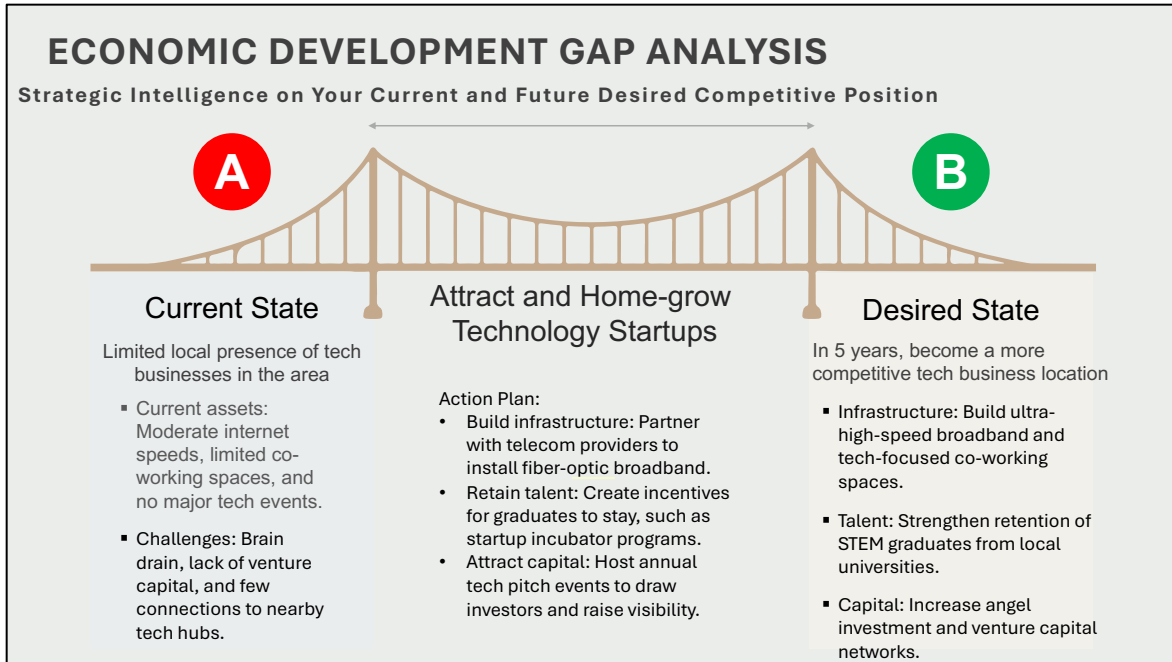 ECONOMIC DEVELOPMENT GAP ANALYSIS
Strategic Intelligence on Your Current and Future Desired Competitive Position
A
B
Current State
Limited local presence of tech
businesses in the area
▪ Current assets:
Moderate internet
speeds, limited co-
working spaces, and
no major tech events.
▪ Challenges: Brain
drain, lack of venture
capital, and few
connections to nearby
tech hubs.
Attract and Home-grow
Technology Startups
Action Plan:
• Build infrastructure: Partner
with telecom providers to
install fiber-optic broadband.
• Retain talent: Create incentives
for graduates to stay, such as
startup incubator programs.
• Attract capital: Host annual
tech pitch events to draw
investors and raise visibility.
Desired State
In 5 years, become a more
competitive tech business location
▪ Infrastructure: Build ultra-
high-speed broadband and
tech-focused co-working
spaces.
▪ Talent: Strengthen retention of
STEM graduates from local
universities.
▪ Capital: Increase angel
investment and venture capital
networks.